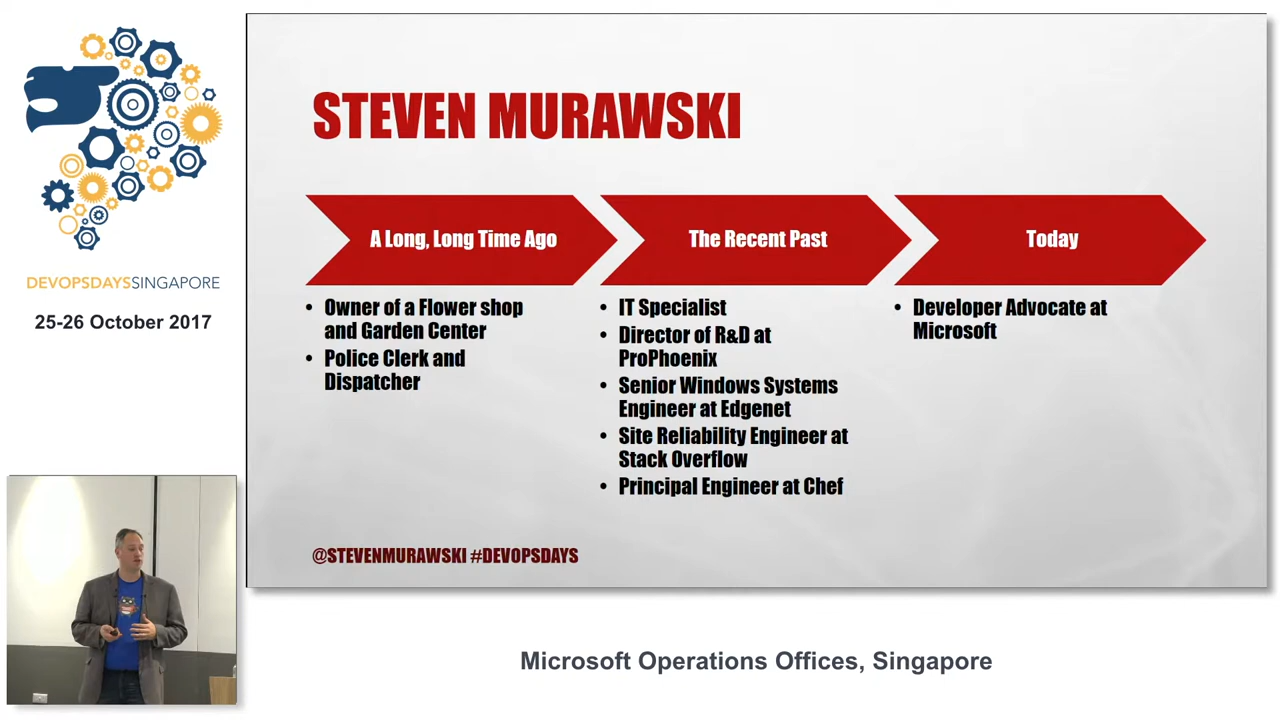 STEVEN MURAWSKI
A Long, Long Time Ago
• Owner of a Flower shop
and Garden Center
• Police Clerk and
Dispatcher
The Recent Past
• IT Specialist
• Director of R&D at
ProPhoenix
• Senior Windows Systems
Engineer at Edgenet
• Site Reliability Engineer at
Stack Overflow
• Principal Engineer at Chef
Today
• Developer Advocate at
Microsoft
@STEVENMURAWSKI #DEVOPSDAYS
DEVOPSDAYSSINGAPORE
25-26 October 2017
Microsoft Operations Offices, Singapore